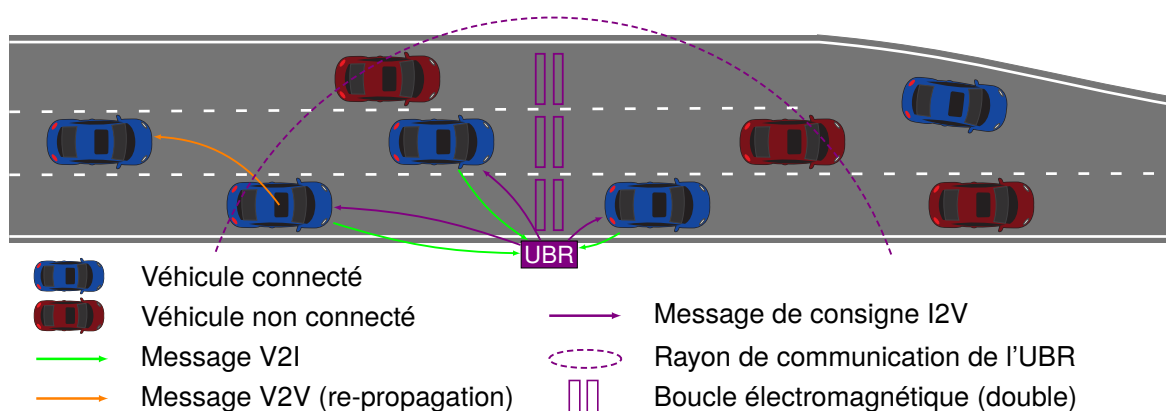 UBR
Véhicule connecté
Véhicule non connecté
Message de consigne I2V
Message V2I
Rayon de communication de l'UBR
Message V2V (re-propagation)
Boucle électromagnétique (double)